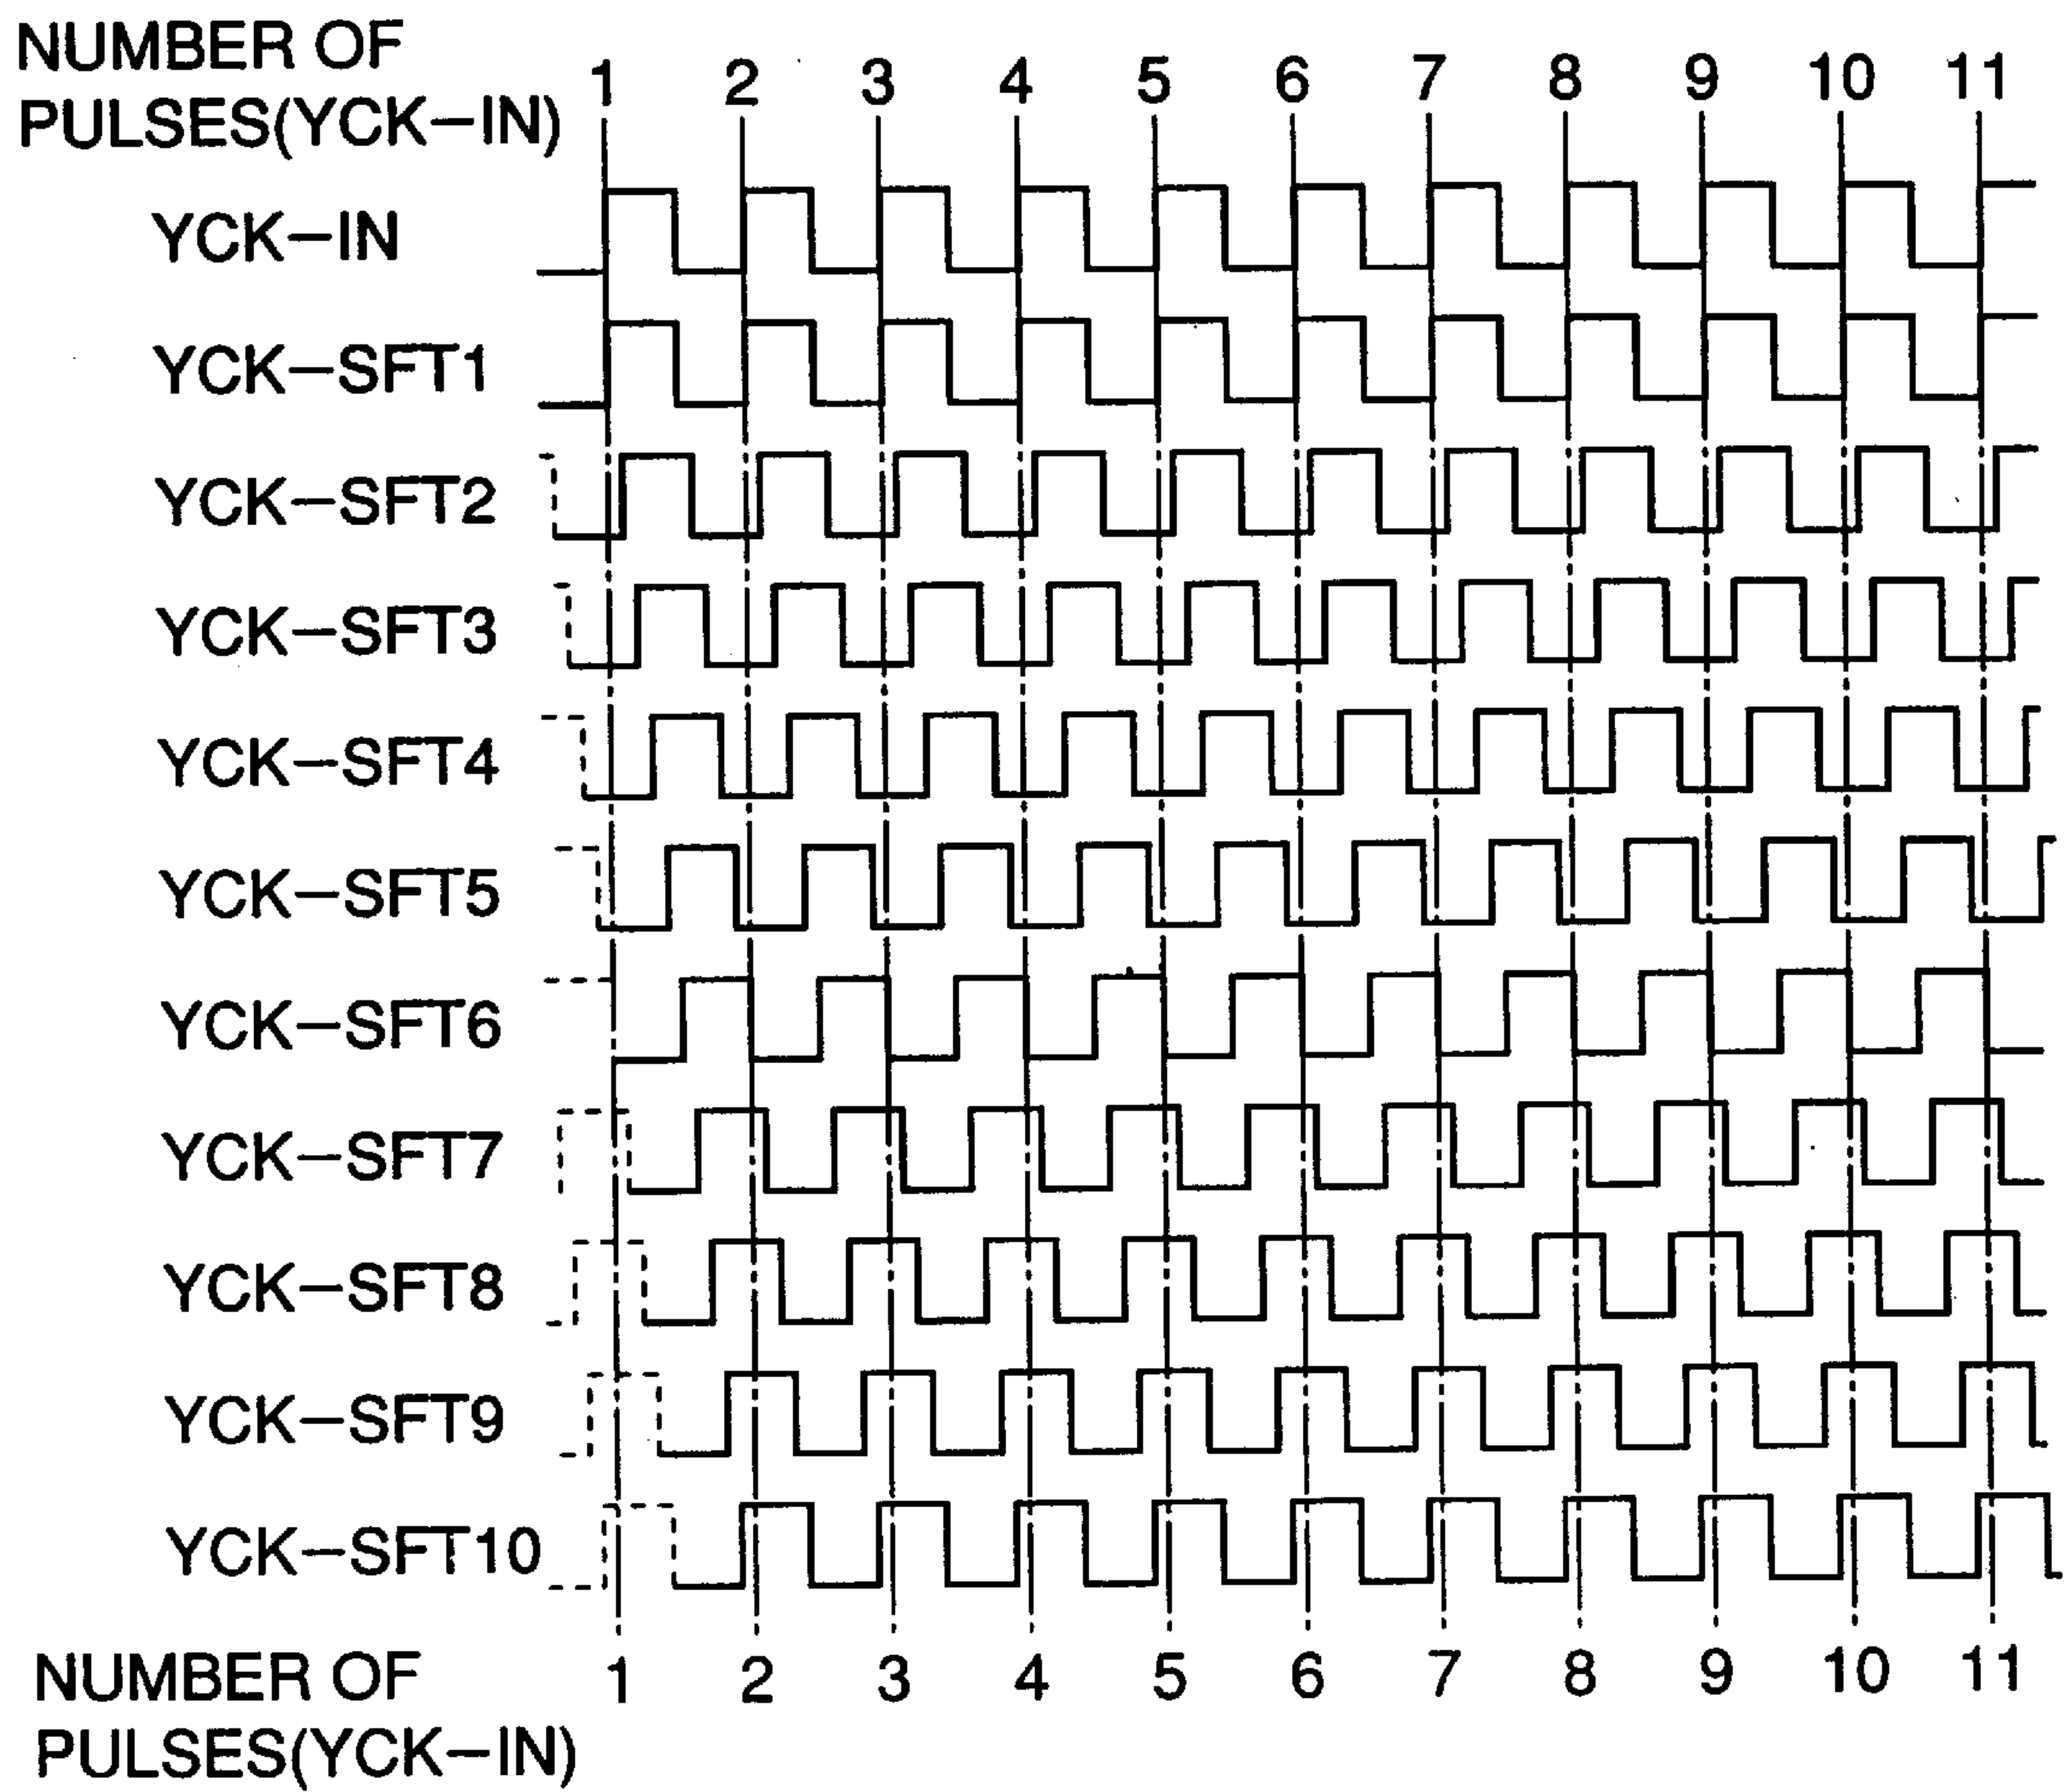 NUMBER OF
PULSES(YCK-IN)
1 2 3 4 5 6 7 8 9 10 11
YCK-IN
YCK-SFT1
YCK-SFT2
YCK-SFT3
YCK-SFT4
YCK-SFT5
YCK-SFT6
YCK-SFT7
YCK-SFT8
YCK-SFT9
YCK-SFT10
NUMBER OF
PULSES(YCK-IN)
1 2 3 4 5 6 7 8 9 10 11